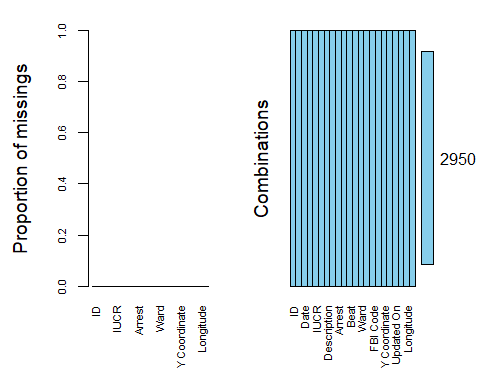 Proportion of missings
0.0
0.2
0.4
0.6
0.8
1.0
ID
IUCR
Arrest
Ward
Y Coordinate
Longitude
Combinations
ID
Date
IUCR
Description
Arrest
Beat
Ward
FBI Code
Y Coordinate
Updated On
Longitude
2950